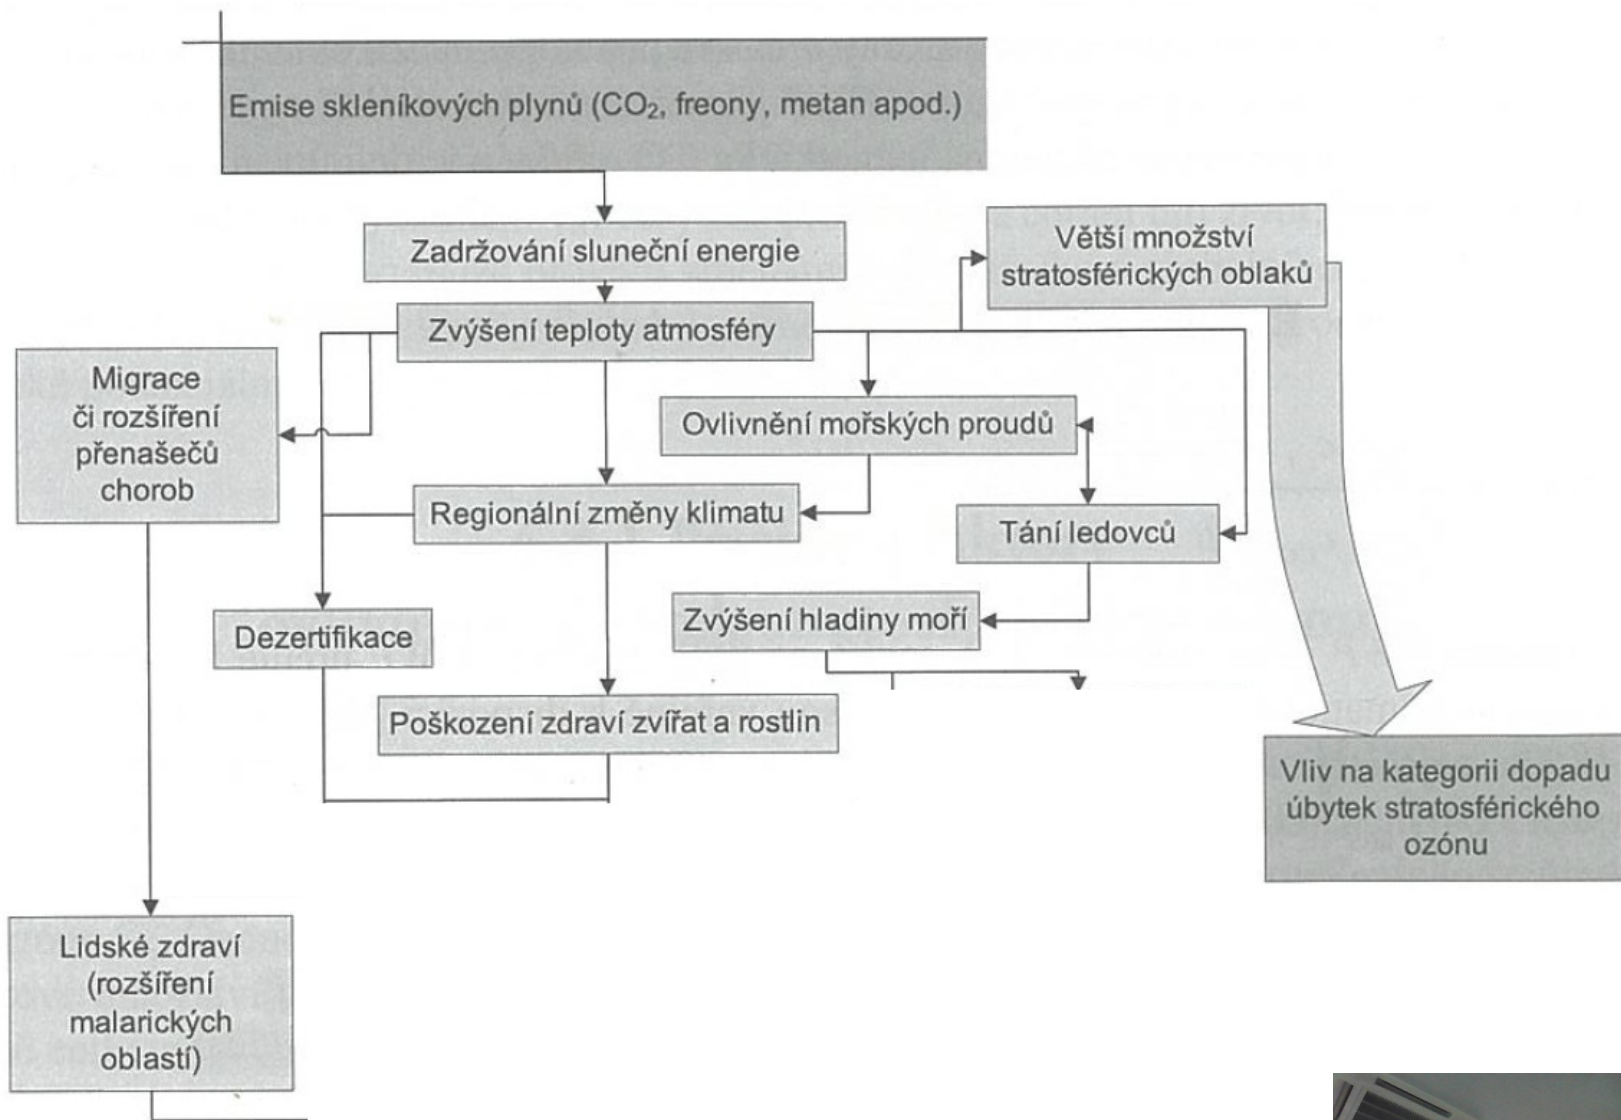 Emise skleníkových plynů (CO₂, freony, metan apod.)
Zadržování sluneční energie
Větší množství
stratosférických oblaků
Zvýšení teploty atmosféry
Migrace
či rozšíření
přenašečů
chorob
Ovlivnění mořských proudů
Regionální změny klimatu
Tání ledovců
Zvýšení hladiny moří
Dezertifikace
Poškození zdraví zvířat a rostlin
Vliv na kategorii dopadu
úbytek stratosférického
ozónu
Lidské zdraví
(rozšíření
malarických
oblastí)